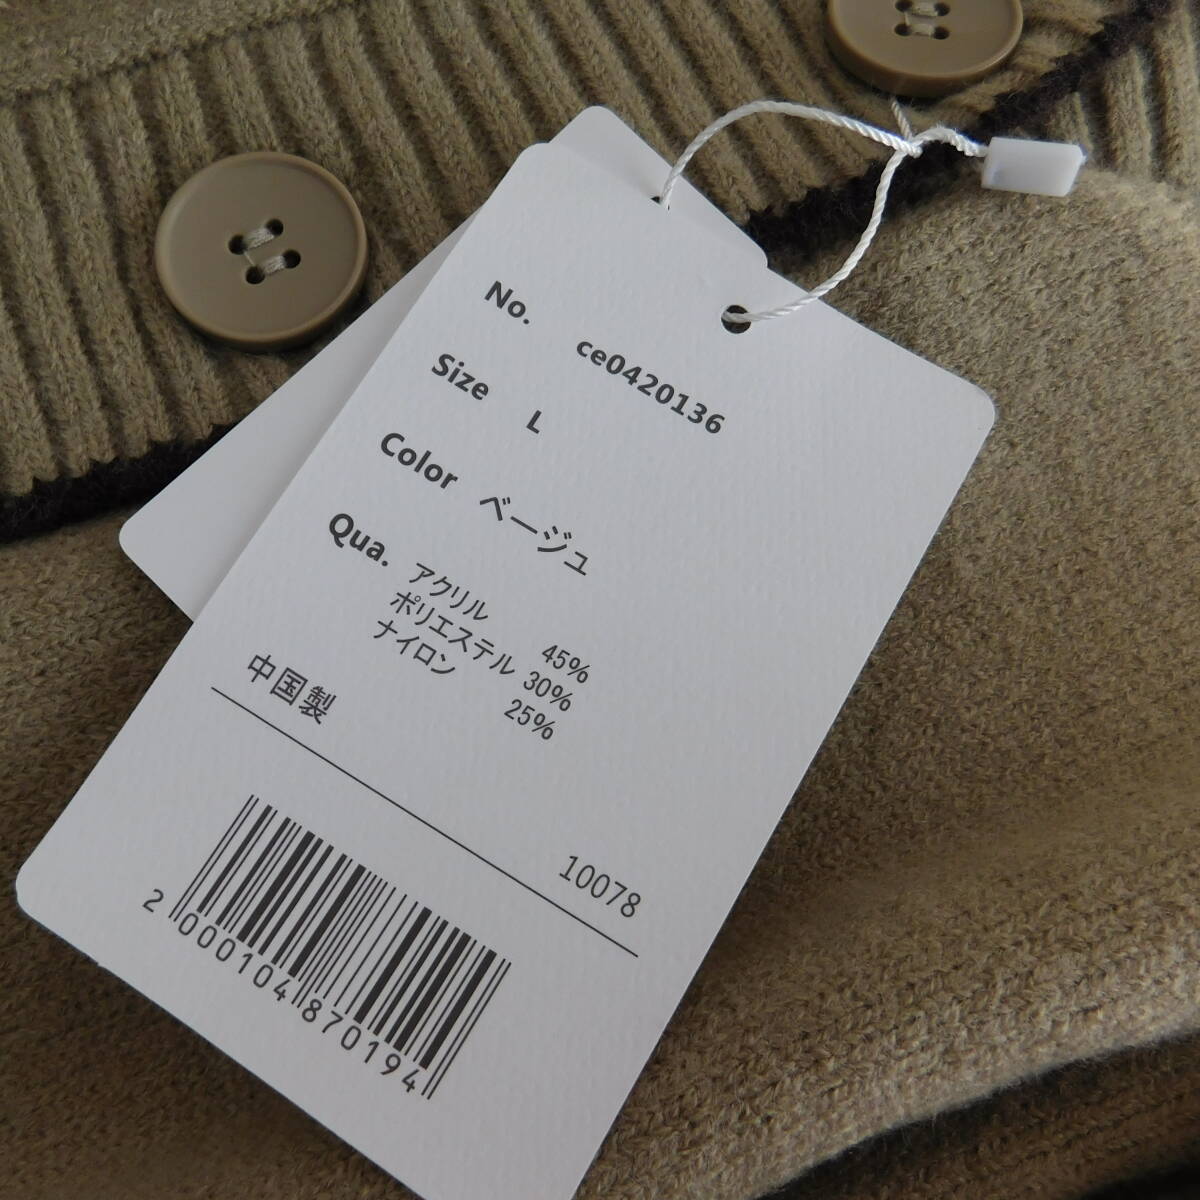 No. ce0420136
Size L
Color ベージュ
Qua. アクリル 45%
ポリエステル 30%
ナイロン 25%
中国製
10078
2 000104 870194